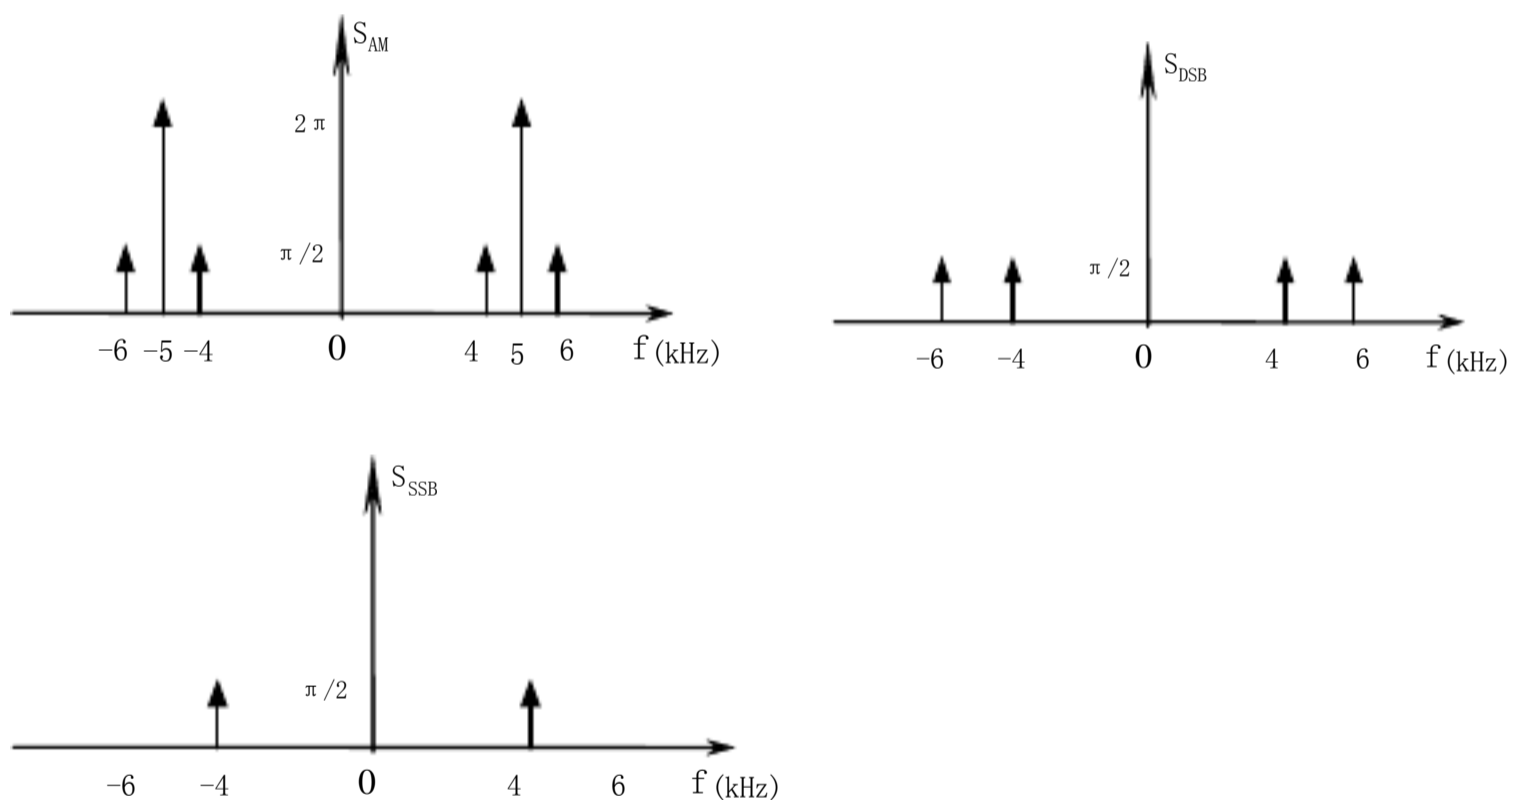 S_AM
2π
π/2
-6 -5 -4 0 4 5 6 f(kHz)
S_DSB
π/2
-6 -4 0 4 6 f(kHz)
S_SSB
π/2
-6 -4 0 4 6 f(kHz)